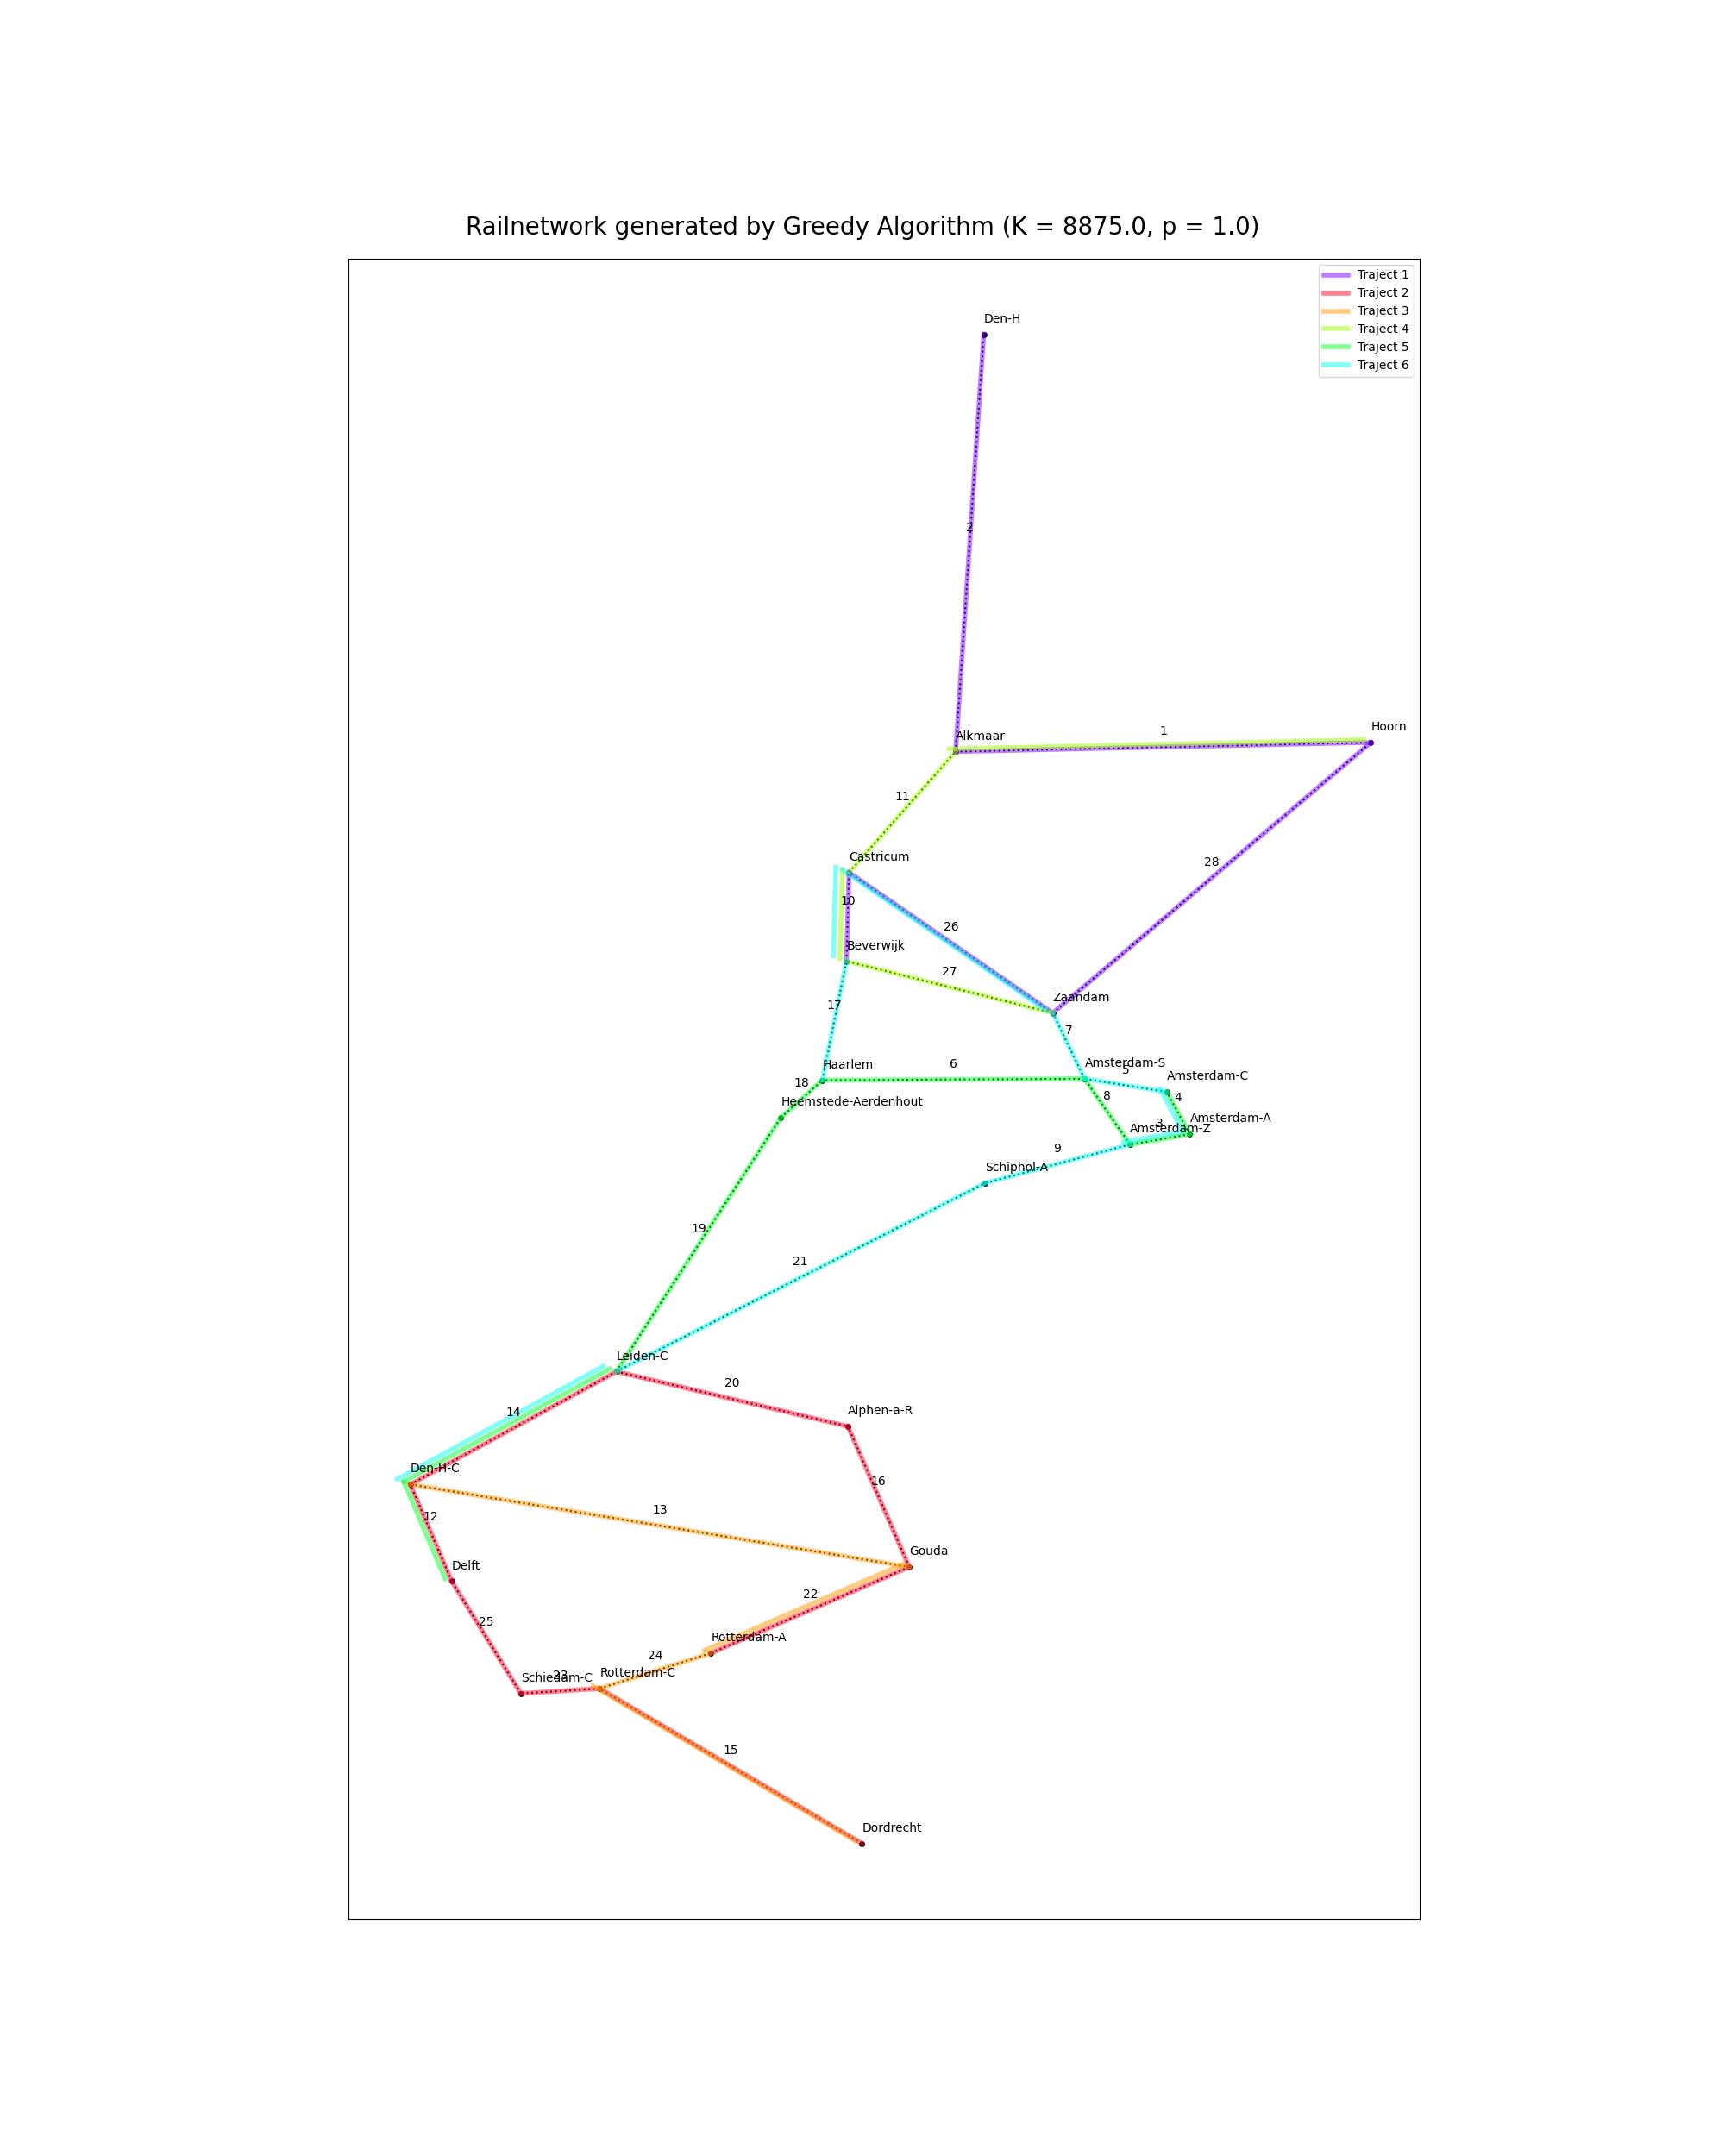 Railnetwork generated by Greedy Algorithm (K = 8875.0, p = 1.0)
Traject 1
Traject 2
Traject 3
Traject 4
Traject 5
Traject 6
Den-H
2
Hoorn
1
Alkmaar
11
Castricum
28
10
26
Beverwijk
27
Zaandam
17
7
Haarlem
6
Amsterdam-S
5
Amsterdam-C
18
8
4
Heemstede-Aerdenhout
Amsterdam-A
3
Amsterdam-Z
9
Schiphol-A
19
21
Leiden-C
20
14
Alphen-a-R
Den-H-C
16
13
12
Gouda
Delft
22
25
Rotterdam-A
24
23
Rotterdam-C
Schiedam-C
15
Dordrecht